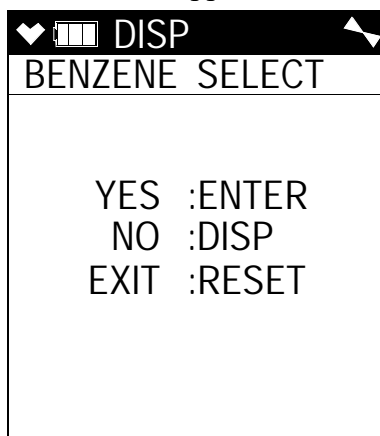 DISP
BENZENE SELECT
YES :ENTER
NO :DISP
EXIT :RESET